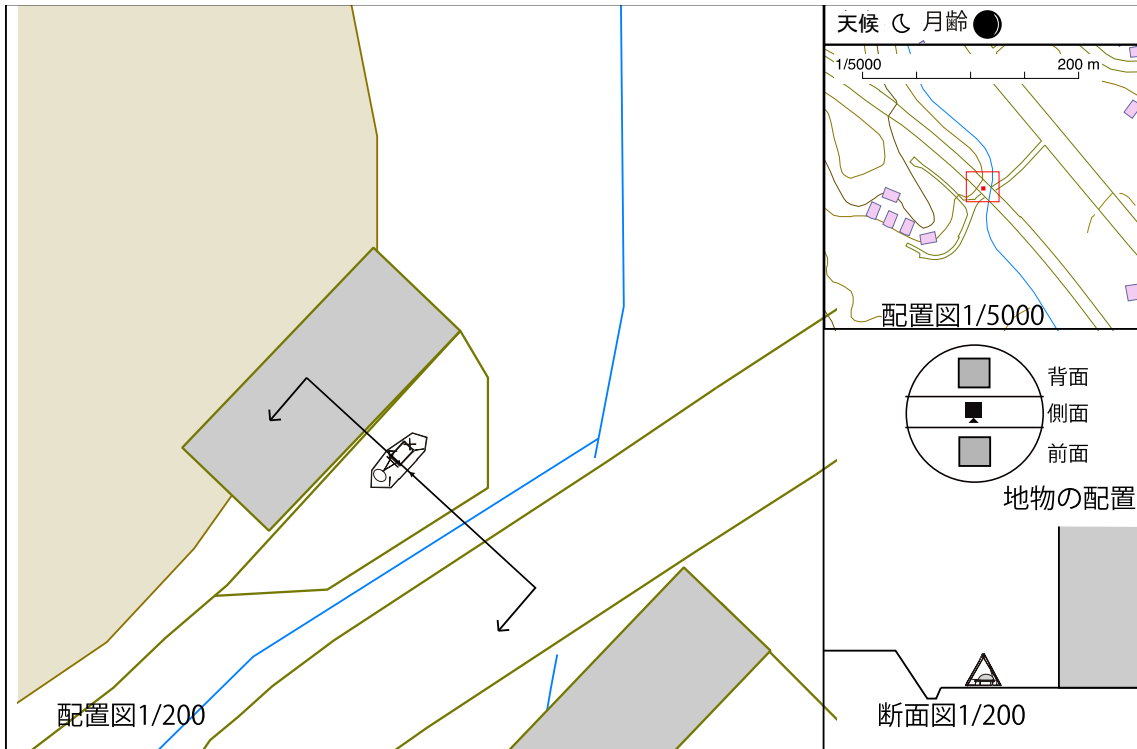 天候 月齢
1/5000 200 m
配置図1/5000
背面
側面
前面
地物の配置
配置図1/200
断面図1/200